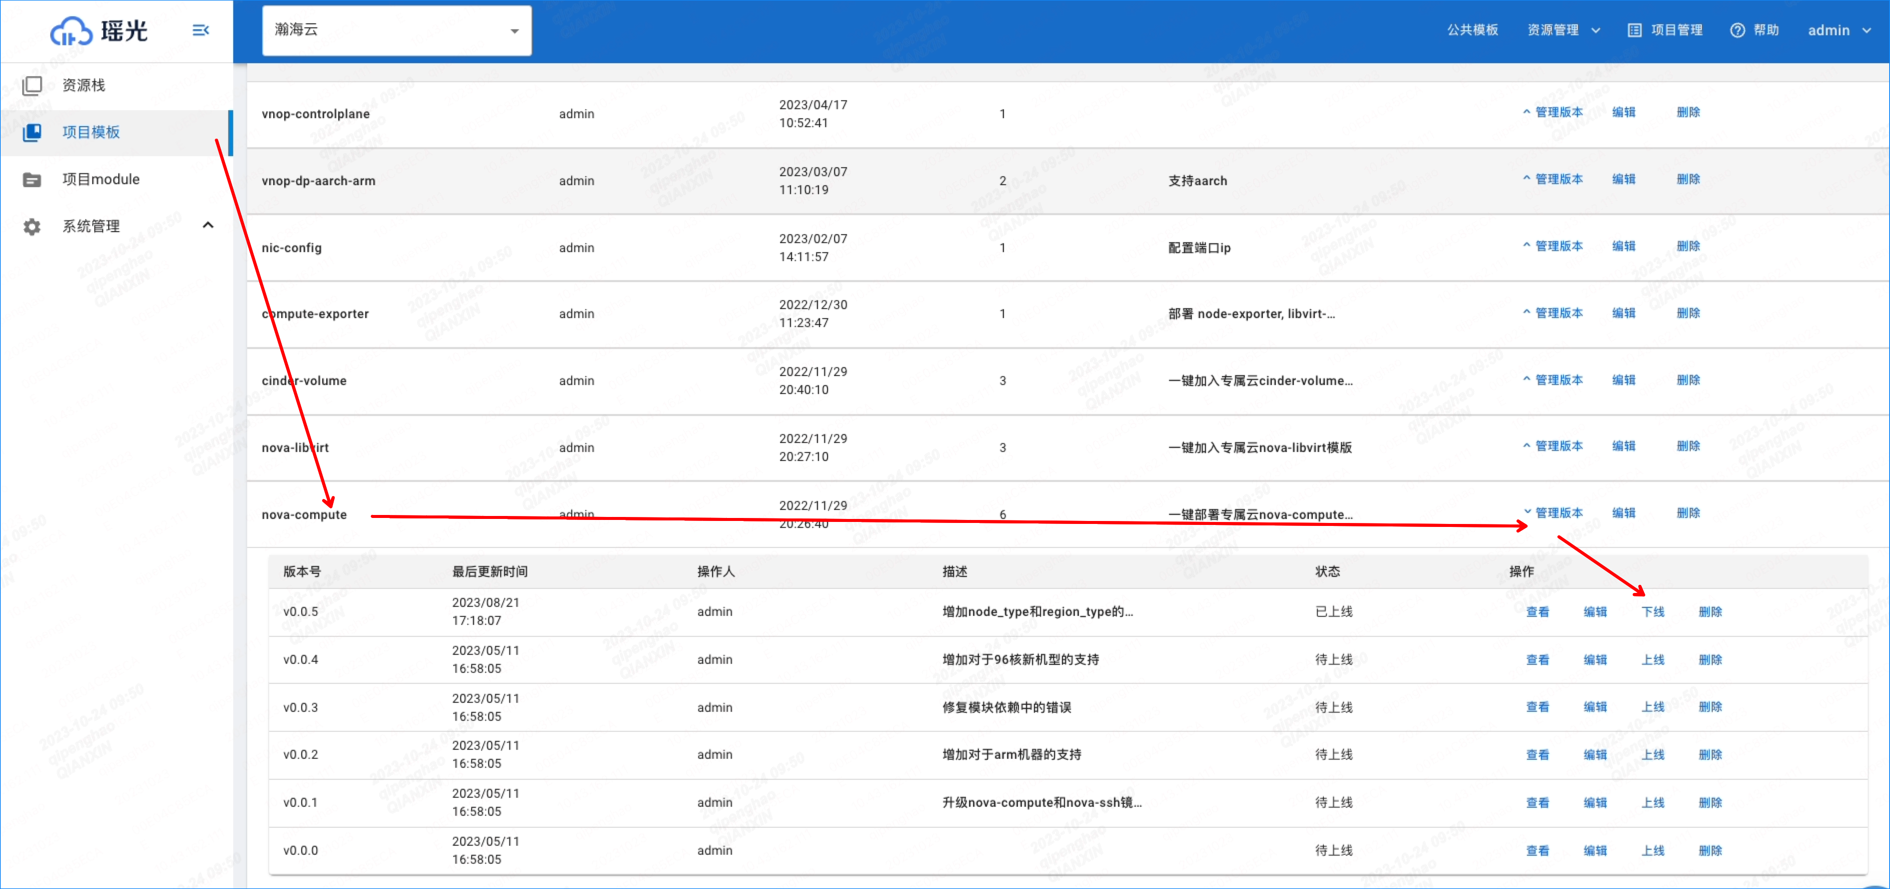 瑶光
瀚海云
公共模板
资源管理
项目管理
帮助
admin
资源栈
项目模板
项目module
系统管理
vnop-controlplane admin 2023/04/17 10:52:41 1 管理版本 编辑 删除
vnop-dp-aarch-arm admin 2023/03/07 11:10:19 2 支持aarch 管理版本 编辑 删除
nic-config admin 2023/02/07 14:11:57 1 配置端口ip 管理版本 编辑 删除
compute-exporter admin 2022/12/30 11:23:47 1 部署 node-exporter, libvirt-... 管理版本 编辑 删除
cinder-volume admin 2022/11/29 20:40:10 3 一键加入专属云cinder-volume... 管理版本 编辑 删除
nova-libvirt admin 2022/11/29 20:27:10 3 一键加入专属云nova-libvirt模版 管理版本 编辑 删除
nova-compute admin 2022/11/29 20:26:40 6 一键部署专属云nova-compute... 管理版本 编辑 删除
版本号 最后更新时间 操作人 描述 状态 操作
v0.0.5 2023/08/21 17:18:07 admin 增加node_type和region_type的... 已上线 查看 编辑 下线 删除
v0.0.4 2023/05/11 16:58:05 admin 增加对于96核新机型的支持 待上线 查看 编辑 上线 删除
v0.0.3 2023/05/11 16:58:05 admin 修复模块依赖中的错误 待上线 查看 编辑 上线 删除
v0.0.2 2023/05/11 16:58:05 admin 增加对于arm机器的支持 待上线 查看 编辑 上线 删除
v0.0.1 2023/05/11 16:58:05 admin 升级nova-compute和nova-ssh镜... 待上线 查看 编辑 上线 删除
v0.0.0 2023/05/11 16:58:05 admin 待上线 查看 编辑 上线 删除
2023-10-24 09:50
qipenghao
QIANXIN